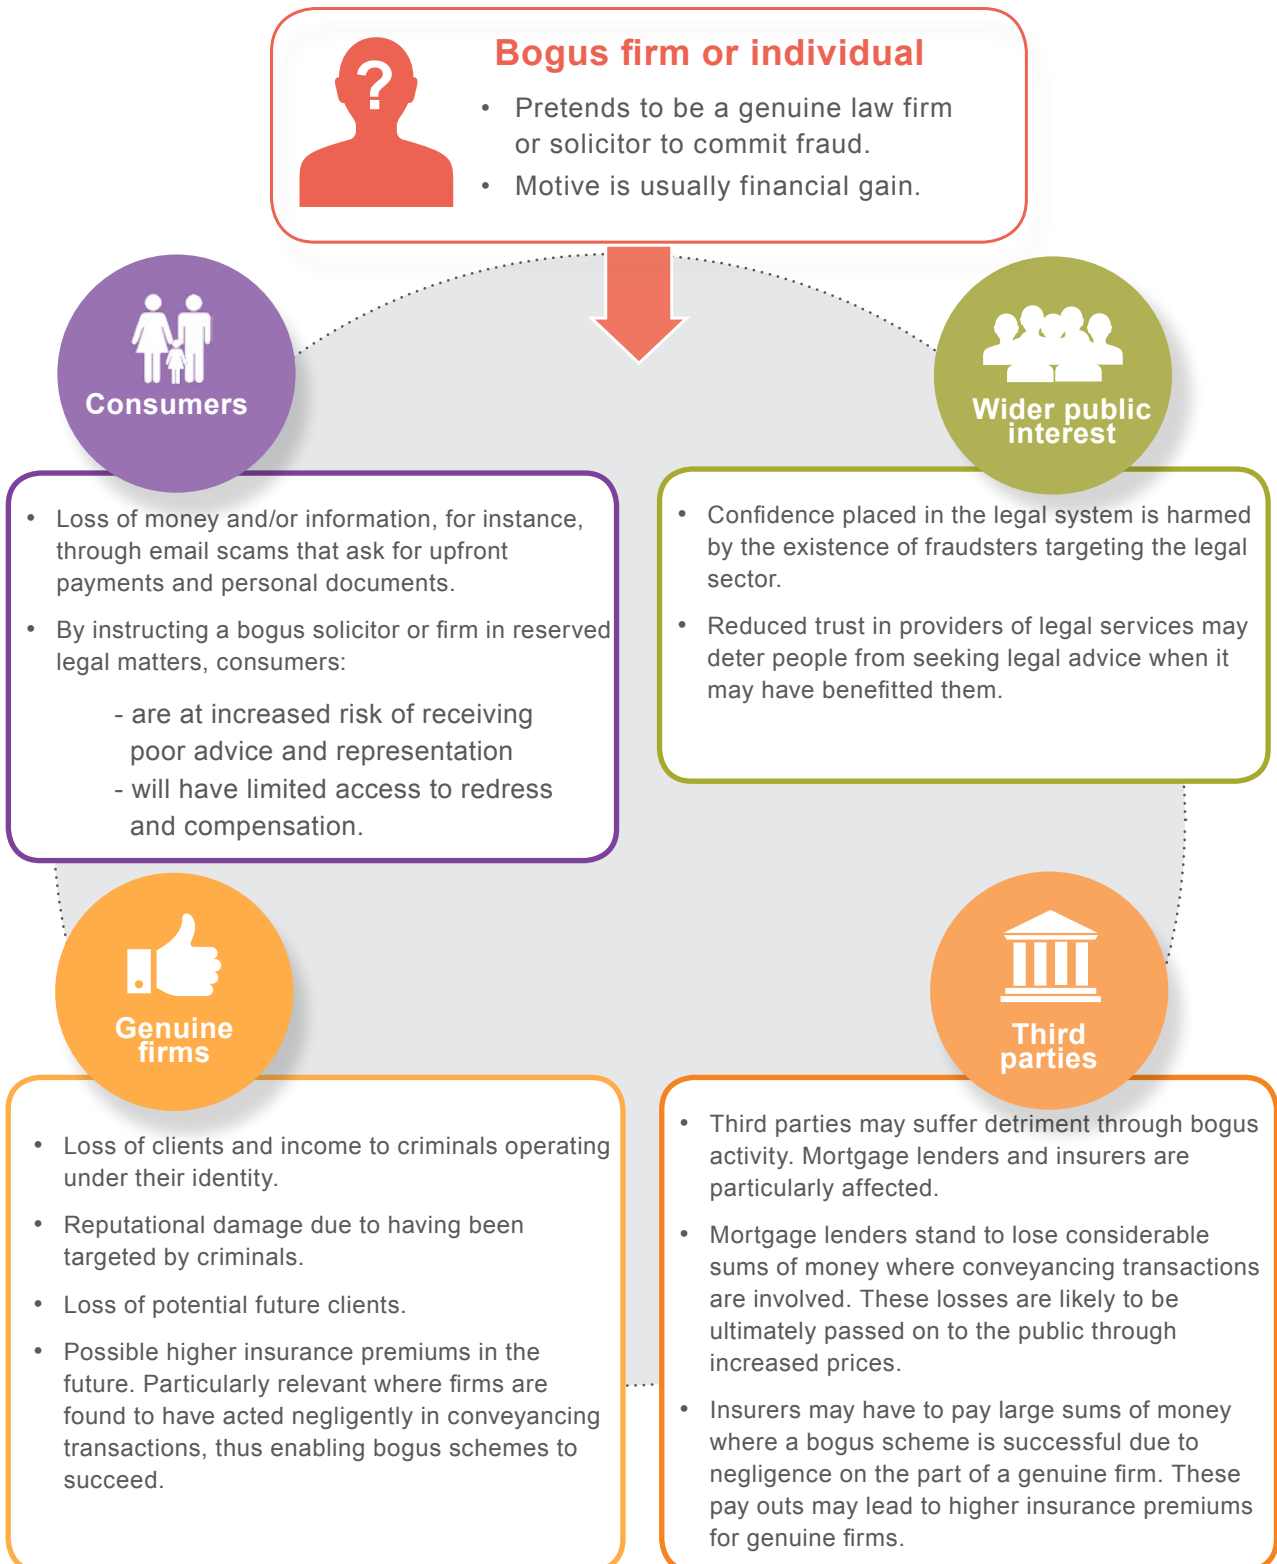 Bogus firm or individual
• Pretends to be a genuine law firm
or solicitor to commit fraud.
• Motive is usually financial gain.
?
Consumers
• Loss of money and/or information, for instance,
through email scams that ask for upfront
payments and personal documents.
• By instructing a bogus solicitor or firm in reserved
legal matters, consumers:
- are at increased risk of receiving
poor advice and representation
- will have limited access to redress
and compensation.
Wider public
interest
• Confidence placed in the legal system is harmed
by the existence of fraudsters targeting the legal
sector.
• Reduced trust in providers of legal services may
deter people from seeking legal advice when it
may have benefitted them.
Genuine
firms
• Loss of clients and income to criminals operating
under their identity.
• Reputational damage due to having been
targeted by criminals.
• Loss of potential future clients.
• Possible higher insurance premiums in the
future. Particularly relevant where firms are
found to have acted negligently in conveyancing
transactions, thus enabling bogus schemes to
succeed.
Third
parties
• Third parties may suffer detriment through bogus
activity. Mortgage lenders and insurers are
particularly affected.
• Mortgage lenders stand to lose considerable
sums of money where conveyancing transactions
are involved. These losses are likely to be
ultimately passed on to the public through
increased prices.
• Insurers may have to pay large sums of money
where a bogus scheme is successful due to
negligence on the part of a genuine firm. These
pay outs may lead to higher insurance premiums
for genuine firms.